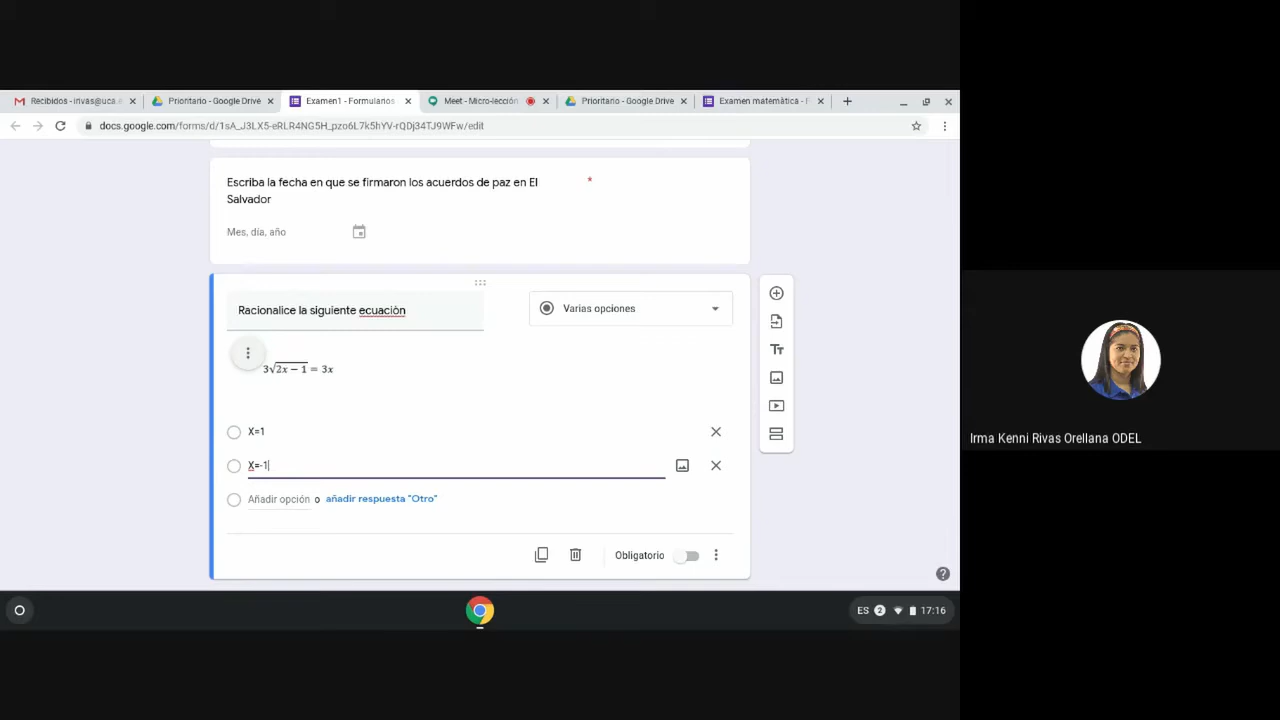 Recibidos - irivas@uca.e
Prioritario - Google Drive
Examen1 - Formularios
Meet - Micro-lección
Prioritario - Google Drive
Examen matemàtica - F
docs.google.com/forms/d/1sA_J3LX5-eRLR4NG5H_pzo6L7k5hYV-rQDj34TJ9WFw/edit
Escriba la fecha en que se firmaron los acuerdos de paz en El
Salvador
*
Mes, día, año
Racionalice la siguiente ecuaciòn
Varias opciones
3√2x − 1 = 3x
X=1
X=-1
Añadir opción o añadir respuesta "Otro"
Obligatorio
Irma Kenni Rivas Orellana ODEL
ES 2 17:16